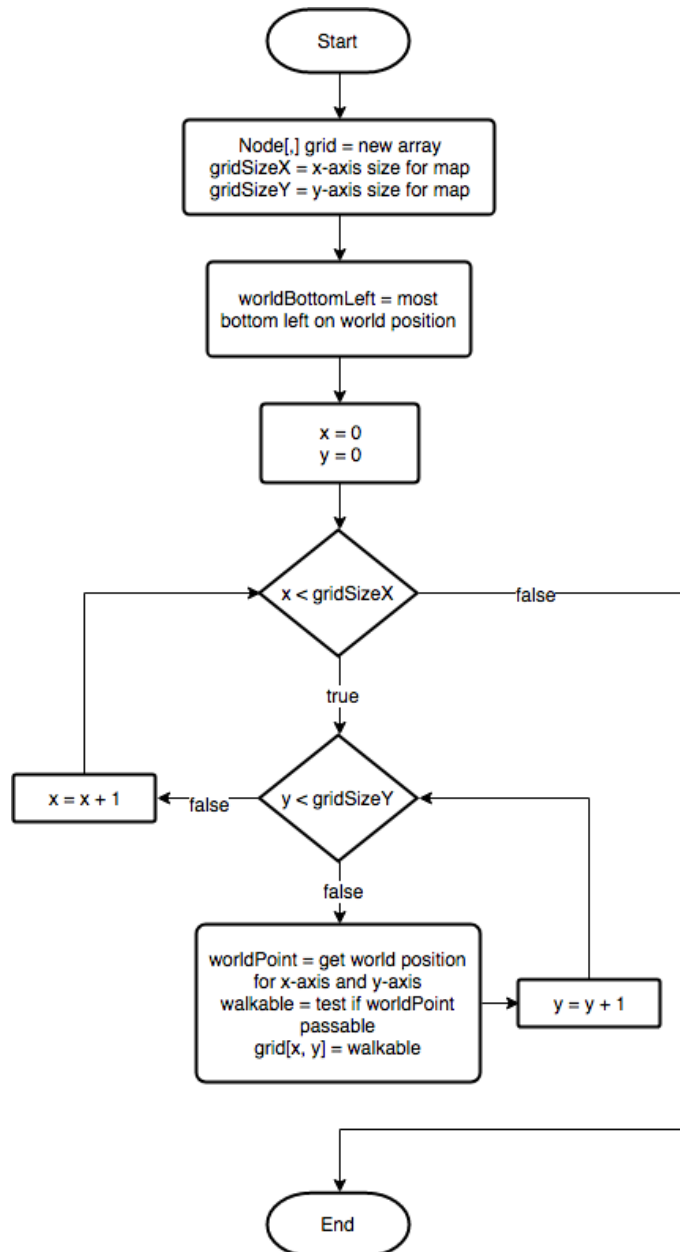 Start
Node[,] grid = new array
gridSizeX = x-axis size for map
gridSizeY = y-axis size for map
worldBottomLeft = most
bottom left on world position
x = 0
y = 0
x < gridSizeX
false
true
x = x + 1
false
y < gridSizeY
false
worldPoint = get world position
for x-axis and y-axis
walkable = test if worldPoint
passable
grid[x, y] = walkable
y = y + 1
End